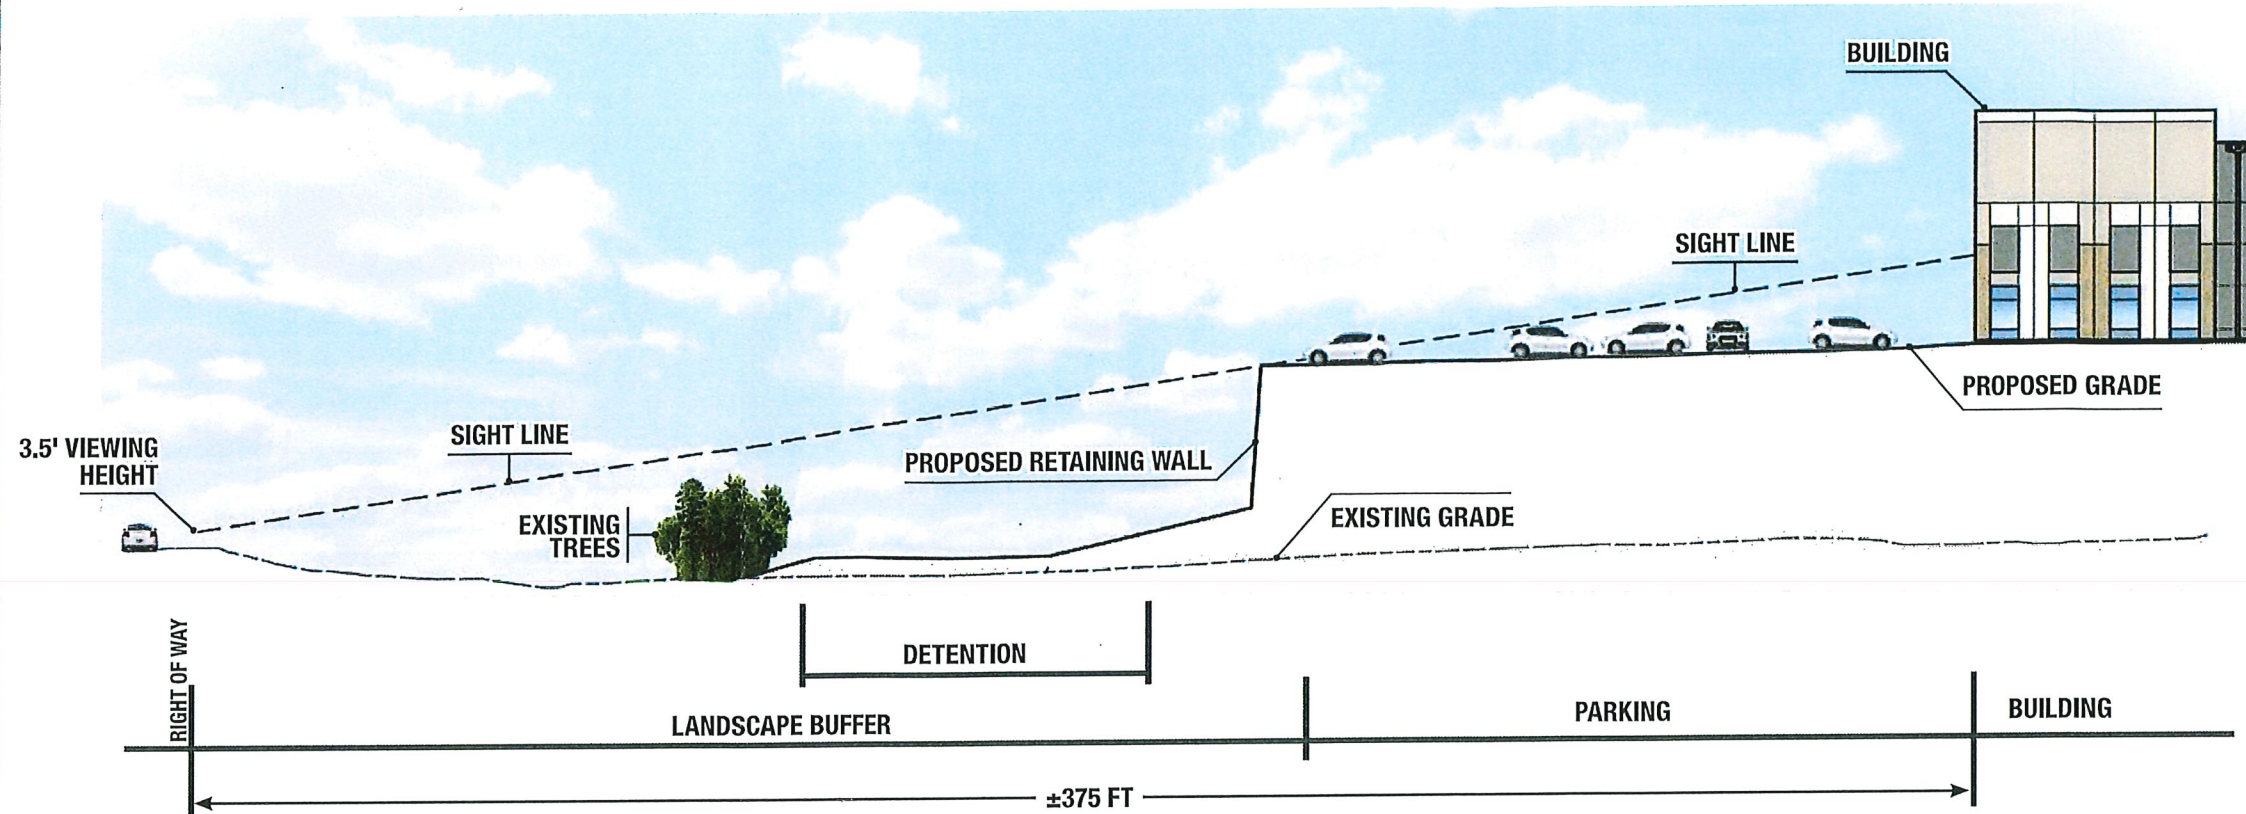 BUILDING
SIGHT LINE
PROPOSED GRADE
SIGHT LINE
3.5' VIEWING
HEIGHT
PROPOSED RETAINING WALL
EXISTING
TREES
EXISTING GRADE
RIGHT OF WAY
DETENTION
LANDSCAPE BUFFER
PARKING
BUILDING
±375 FT